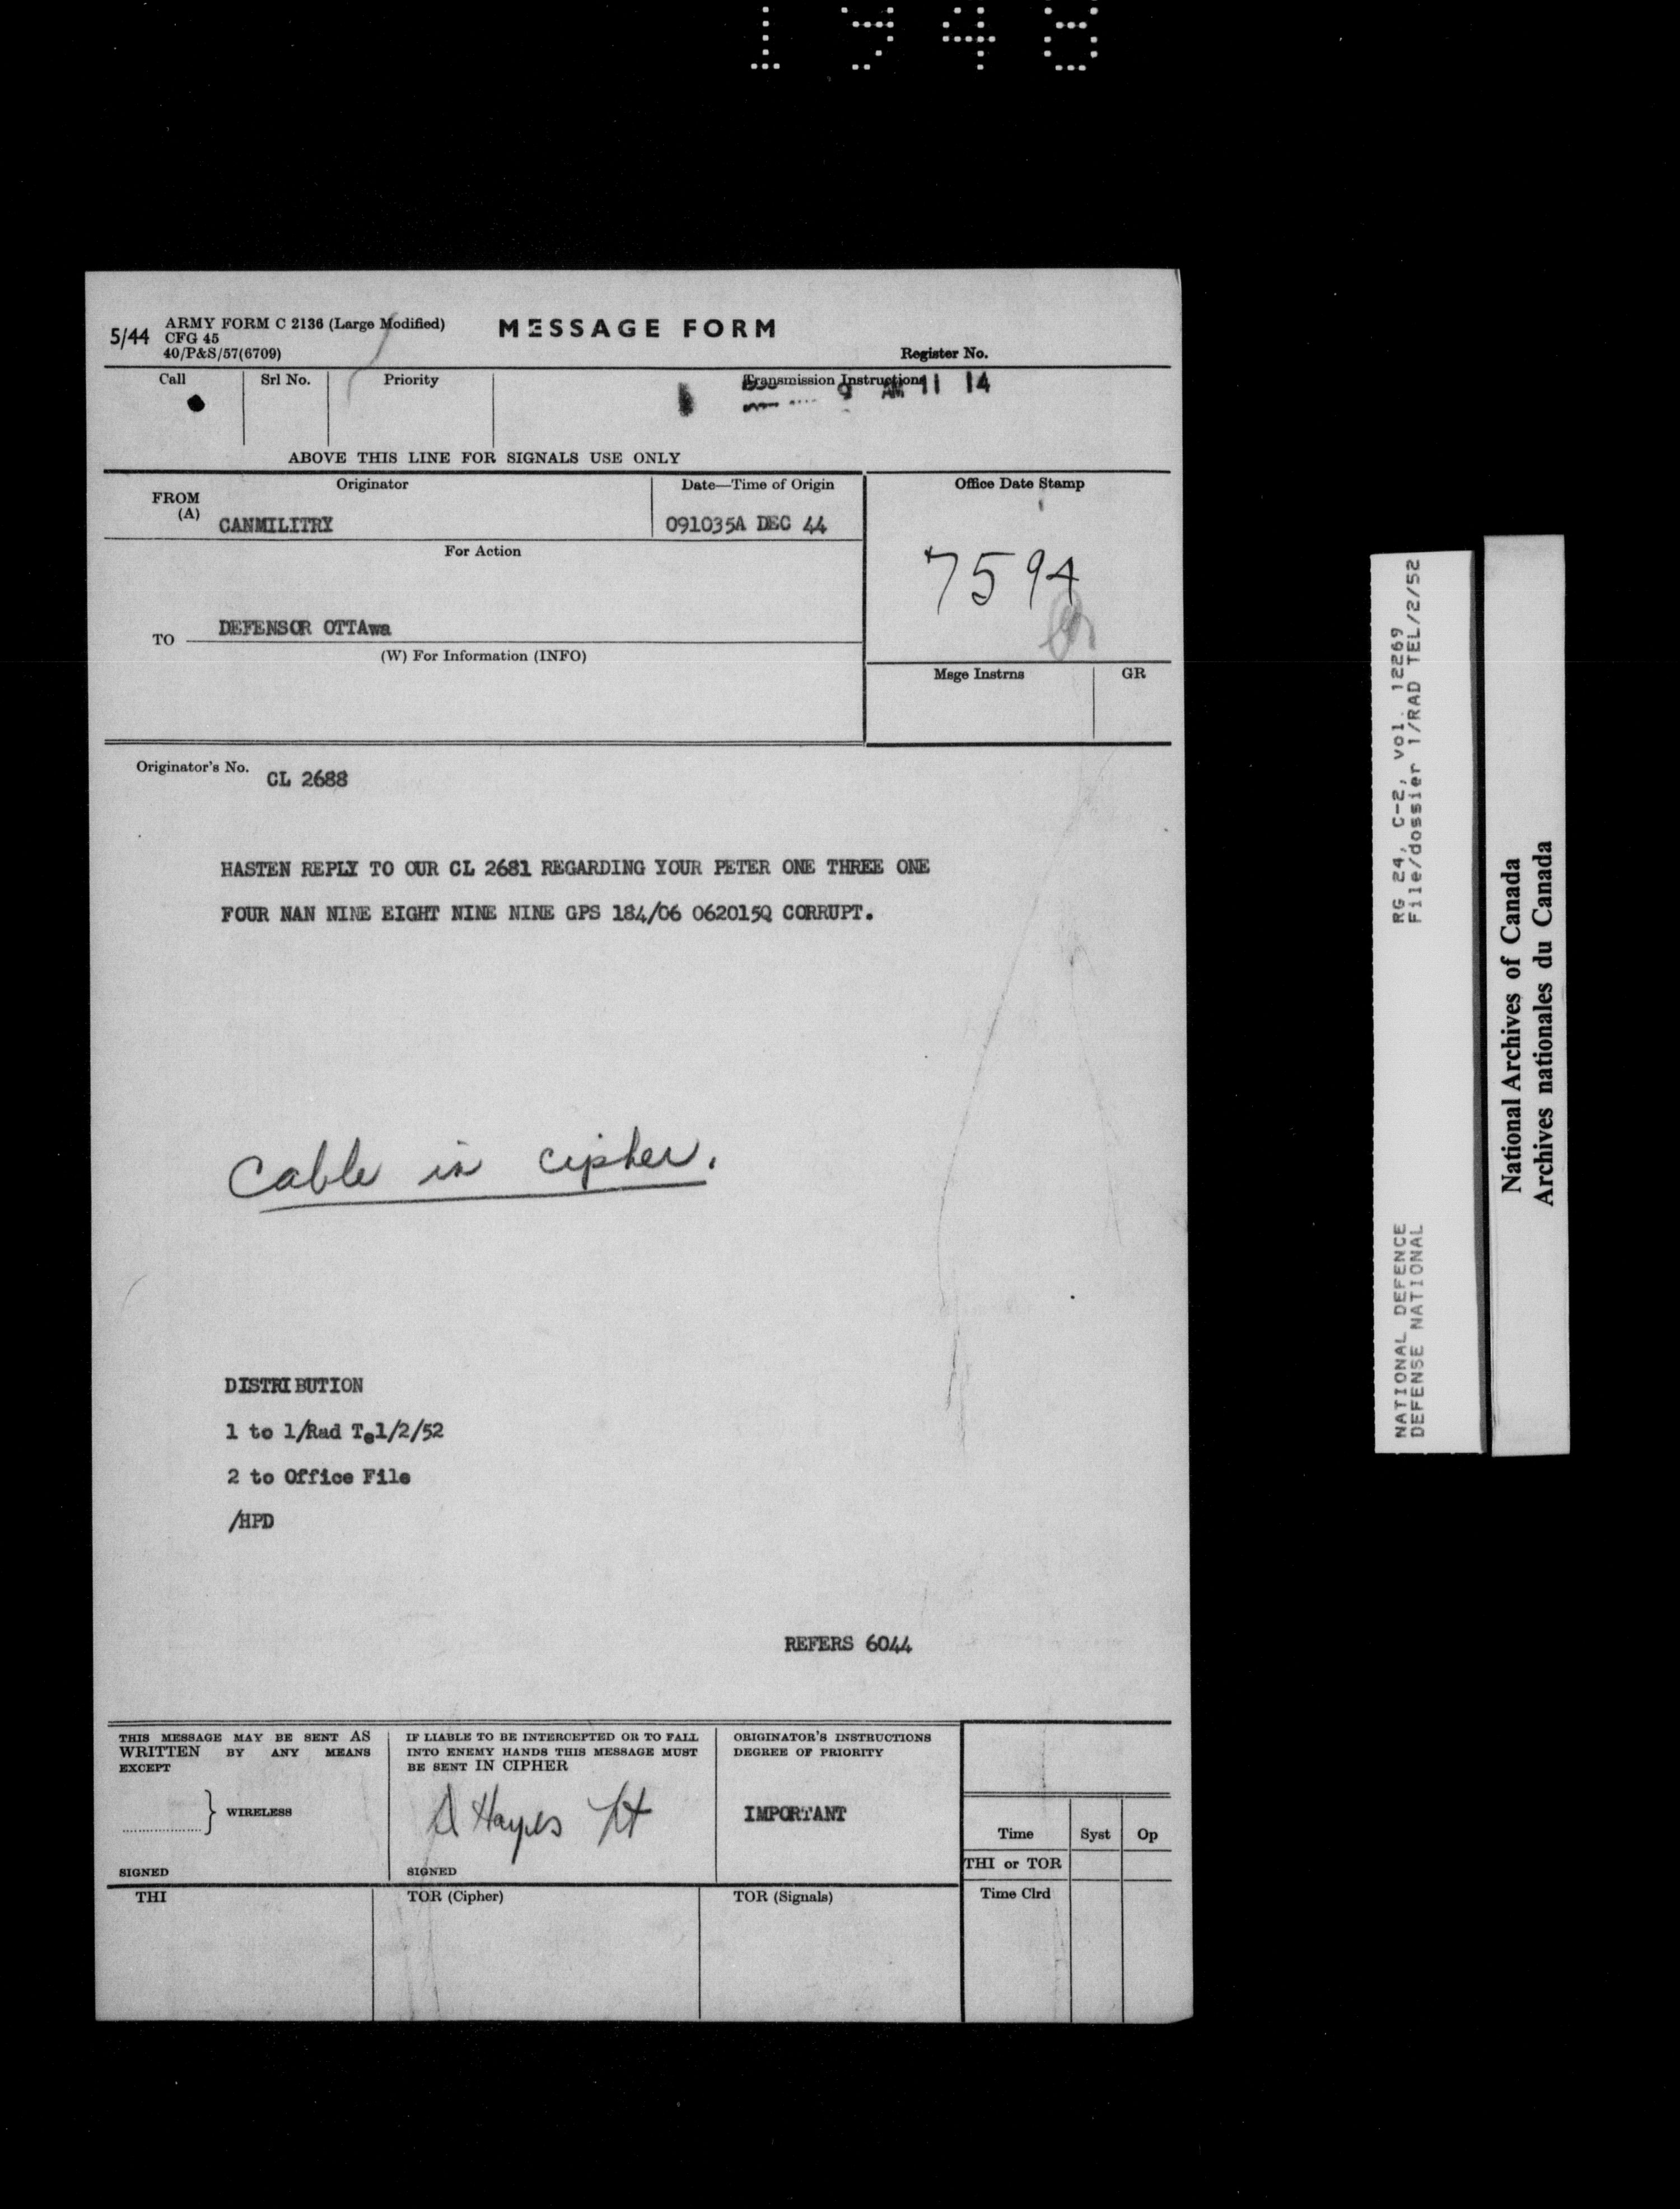 1948
5/44
ARMY FORM C 2136 (Large Modified)
CFG 45
40/P&S/57(6709)
MESSAGE FORM
Register No.
Call
Srl No.
Priority
Transmission Instructions
9 AM 11 14
ABOVE THIS LINE FOR SIGNALS USE ONLY
FROM
(A)
Originator
CANMILITRY
Date—Time of Origin
091035A DEC 44
Office Date Stamp
7594
For Action
TO
DEFENSOR OTTAwa
(W) For Information (INFO)
Msge Instrns
GR
Originator's No.
CL 2688
HASTEN REPLY TO OUR CL 2681 REGARDING YOUR PETER ONE THREE ONE
FOUR NAN NINE EIGHT NINE NINE GPS 184/06 062015Q CORRUPT.
Cable in cipher.
DISTRIBUTION
1 to 1/Rad Tel/2/52
2 to Office File
/HPD
REFERS 6044
THIS MESSAGE MAY BE SENT AS
WRITTEN BY ANY MEANS
EXCEPT
WIRELESS
SIGNED
IF LIABLE TO BE INTERCEPTED OR TO FALL
INTO ENEMY HANDS THIS MESSAGE MUST
BE SENT IN CIPHER
Hayes Lt
SIGNED
ORIGINATOR'S INSTRUCTIONS
DEGREE OF PRIORITY
IMPORTANT
Time
Syst
Op
THI or TOR
Time Clrd
THI
TOR (Cipher)
TOR (Signals)
NATIONAL DEFENCE
DEFENSE NATIONAL
RG 24, C-2, vol. 12269
File/dossier 1/RAD TEL/2/52
National Archives of Canada
Archives nationales du Canada